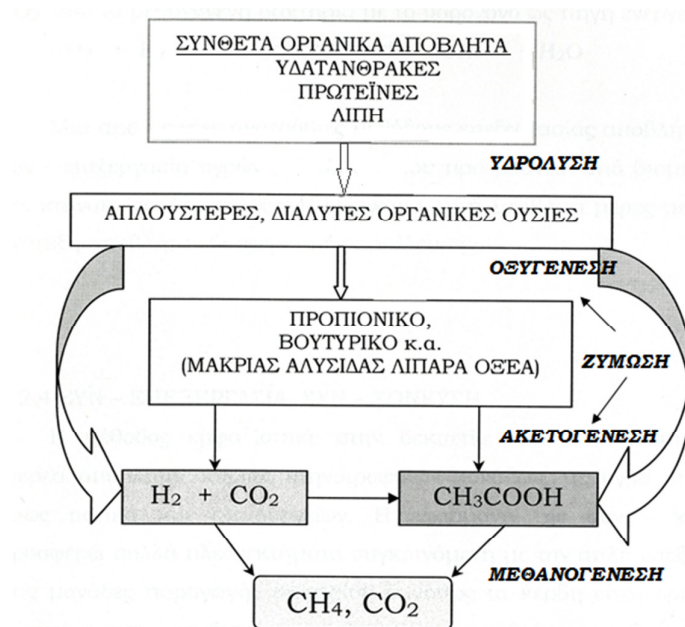 ΣΥΝΘΕΤΑ ΟΡΓΑΝΙΚΑ ΑΠΟΒΛΗΤΑ
ΥΔΑΤΑΝΘΡΑΚΕΣ
ΠΡΩΤΕΪΝΕΣ
ΛΙΠΗ
ΥΔΡΟΛΥΣΗ
ΑΠΛΟΥΣΤΕΡΕΣ, ΔΙΑΛΥΤΕΣ ΟΡΓΑΝΙΚΕΣ ΟΥΣΙΕΣ
ΟΞΥΓΕΝΕΣΗ
ΠΡΟΠΙΟΝΙΚΟ,
ΒΟΥΤΥΡΙΚΟ κ.α.
(ΜΑΚΡΙΑΣ ΑΛΥΣΙΔΑΣ ΛΙΠΑΡΑ ΟΞΈΑ)
ΖΥΜΩΣΗ
ΑΚΕΤΟΓΕΝΕΣΗ
H₂ + CO₂
CH₃COOH
ΜΕΘΑΝΟΓΕΝΕΣΗ
CH₄, CO₂